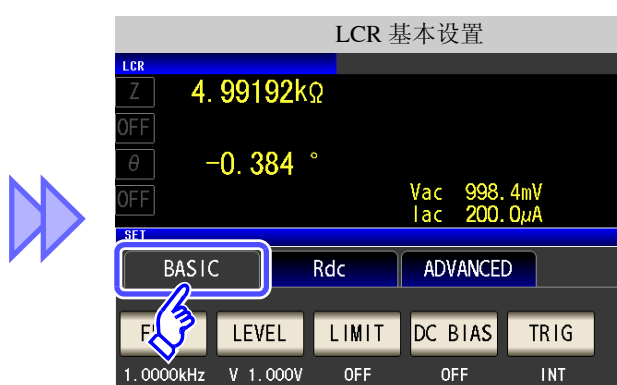 LCR 基本设置
LCR
Z 4.99192kΩ
OFF
θ -0.384 °
OFF
Vac 998.4mV
Iac 200.0μA
SET
BASIC Rdc ADVANCED
LEVEL LIMIT DC BIAS TRIG
1.0000kHz V 1.000V OFF OFF INT